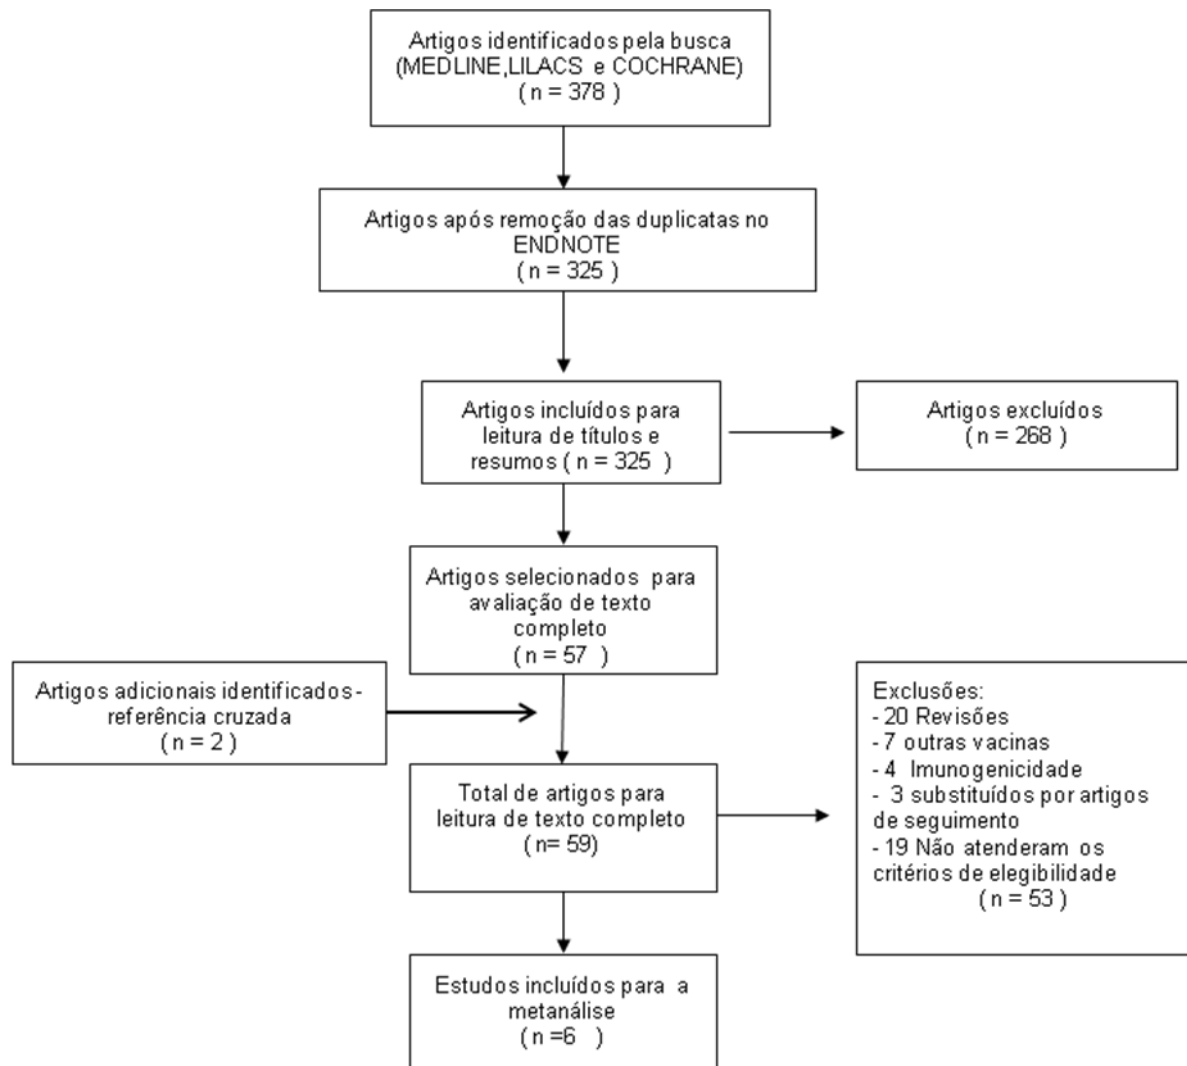 Artigos identificados pela busca
(MEDLINE,LILACS e COCHRANE)
( n = 378 )
Artigos após remoção das duplicatas no
ENDNOTE
( n = 325 )
Artigos incluídos para
leitura de títulos e
resumos ( n = 325 )
Artigos excluídos
( n = 268 )
Artigos selecionados para
avaliação de texto
completo
( n = 57 )
Artigos adicionais identificados-
referência cruzada
( n = 2 )
Total de artigos para
leitura de texto completo
(n= 59)
Exclusões:
- 20 Revisões
- 7 outras vacinas
- 4 Imunogenicidade
- 3 substituídos por artigos
de seguimento
- 19 Não atenderam os
critérios de elegibilidade
( n = 53 )
Estudos incluídos para a
metanálise
( n =6 )